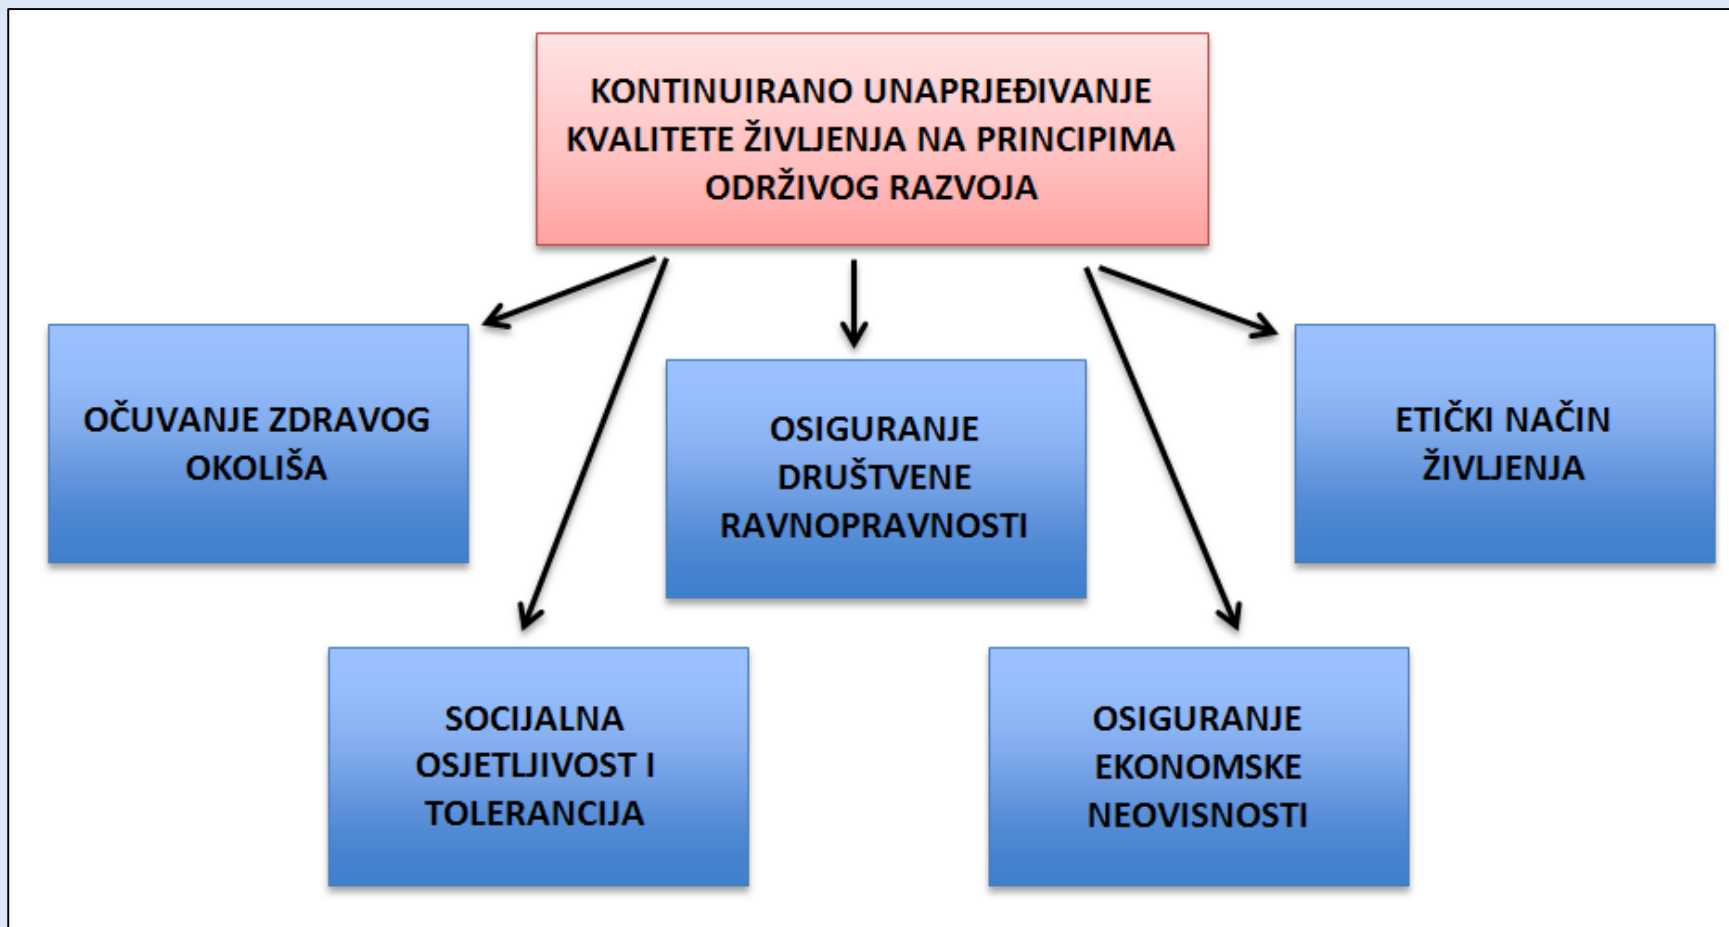 KONTINUIRANO UNAPRJEĐIVANJE
KVALITETE ŽIVLJENJA NA PRINCIPIMA
ODRŽIVOG RAZVOJA
OČUVANJE ZDRAVOG
OKOLIŠA
OSIGURANJE
DRUŠTVENE
RAVNOPRAVNOSTI
ETIČKI NAČIN
ŽIVLJENJA
SOCIJALNA
OSJETLJIVOST I
TOLERANCIJA
OSIGURANJE
EKONOMSKE
NEOVISNOSTI